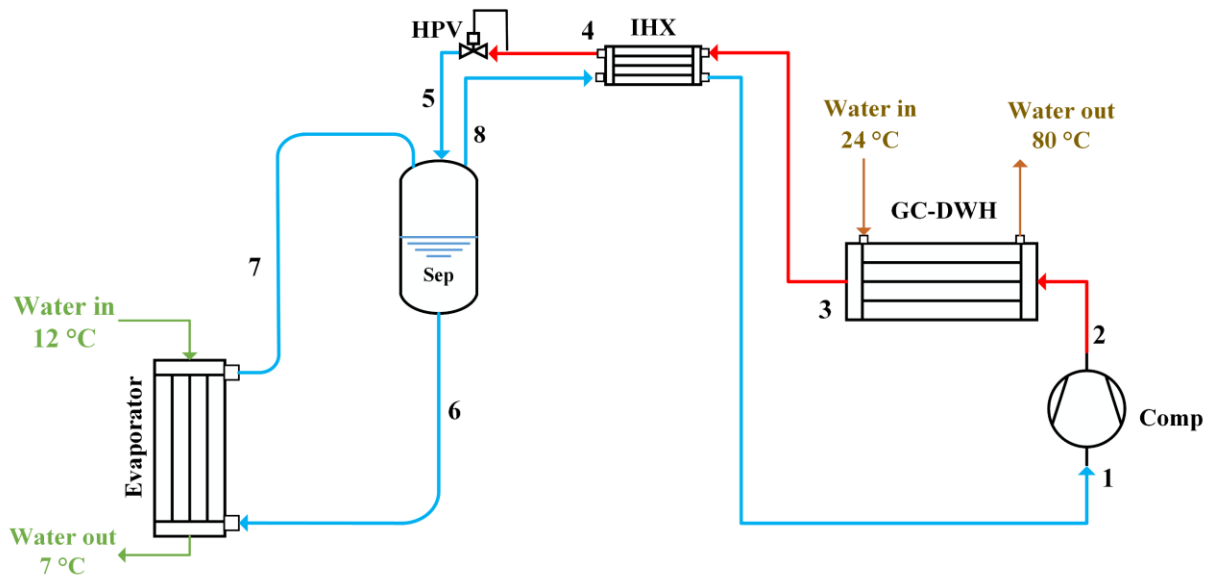 HPV
4
IHX
5
8
Water in
24 °C
Water out
80 °C
GC-DWH
7
Sep
3
Water in
12 °C
2
Evaporator
6
Comp
1
Water out
7 °C